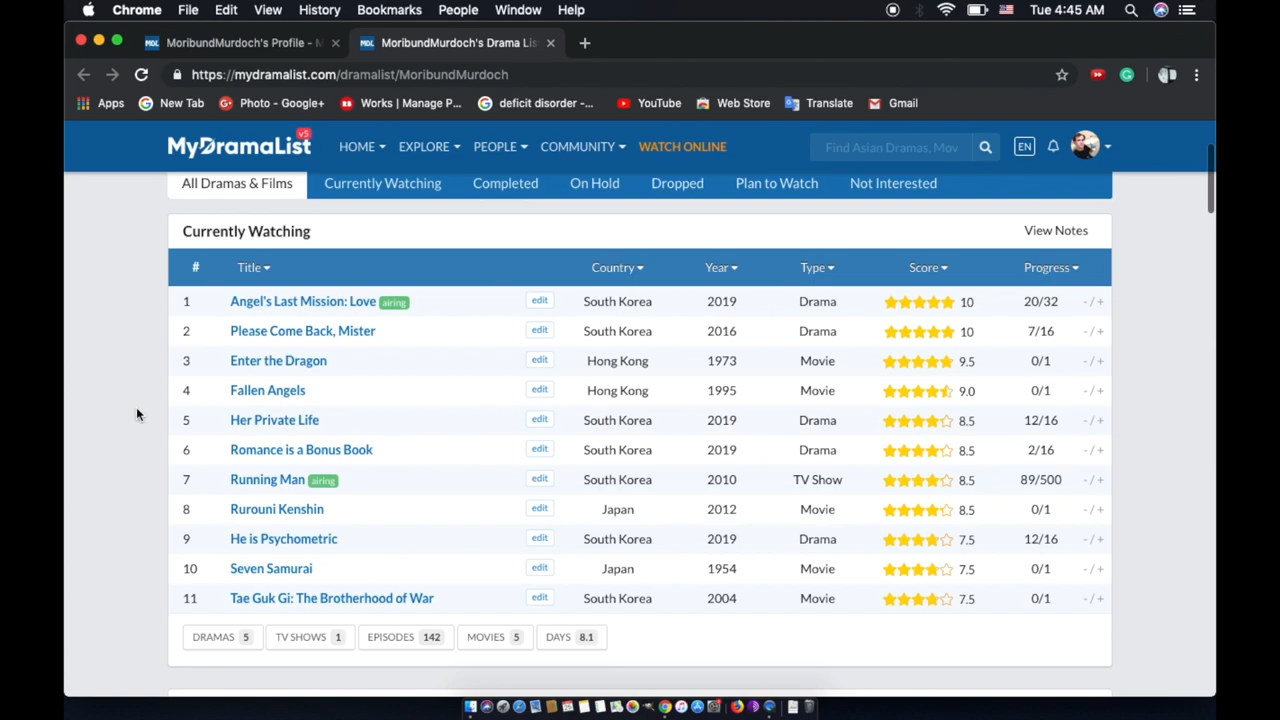 Chrome File Edit View History Bookmarks People Window Help Tue 4:45 AM
MDL MoribundMurdoch's Profile - M × MDL MoribundMurdoch's Drama Lis × +
https://mydramalist.com/dramalist/MoribundMurdoch
Apps New Tab Photo - Google+ Works | Manage P... deficit disorder -... YouTube Web Store Translate Gmail
MyDramaList v5 HOME EXPLORE PEOPLE COMMUNITY WATCH ONLINE Find Asian Dramas, Mov EN
All Dramas & Films Currently Watching Completed On Hold Dropped Plan to Watch Not Interested
Currently Watching View Notes
# Title Country Year Type Score Progress
1 Angel's Last Mission: Love airing edit South Korea 2019 Drama 10 20/32 - / +
2 Please Come Back, Mister edit South Korea 2016 Drama 10 7/16 - / +
3 Enter the Dragon edit Hong Kong 1973 Movie 9.5 0/1 - / +
4 Fallen Angels edit Hong Kong 1995 Movie 9.0 0/1 - / +
5 Her Private Life edit South Korea 2019 Drama 8.5 12/16 - / +
6 Romance is a Bonus Book edit South Korea 2019 Drama 8.5 2/16 - / +
7 Running Man airing edit South Korea 2010 TV Show 8.5 89/500 - / +
8 Rurouni Kenshin edit Japan 2012 Movie 8.5 0/1 - / +
9 He is Psychometric edit South Korea 2019 Drama 7.5 12/16 - / +
10 Seven Samurai edit Japan 1954 Movie 7.5 0/1 - / +
11 Tae Guk Gi: The Brotherhood of War edit South Korea 2004 Movie 7.5 0/1 - / +
DRAMAS 5 TV SHOWS 1 EPISODES 142 MOVIES 5 DAYS 8.1